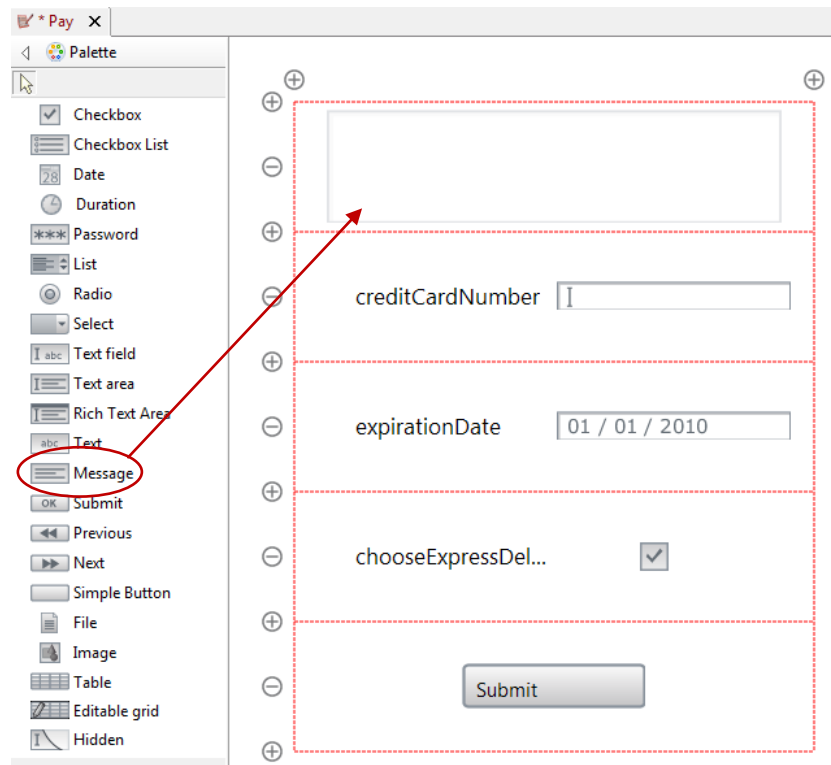 * Pay X
Palette
Checkbox
Checkbox List
28 Date
Duration
*** Password
List
Radio
Select
I abc Text field
Text area
Rich Text Area
abc Text
Message
OK Submit
Previous
Next
Simple Button
File
Image
Table
Editable grid
Hidden
creditCardNumber
expirationDate 01 / 01 / 2010
chooseExpressDel...
Submit